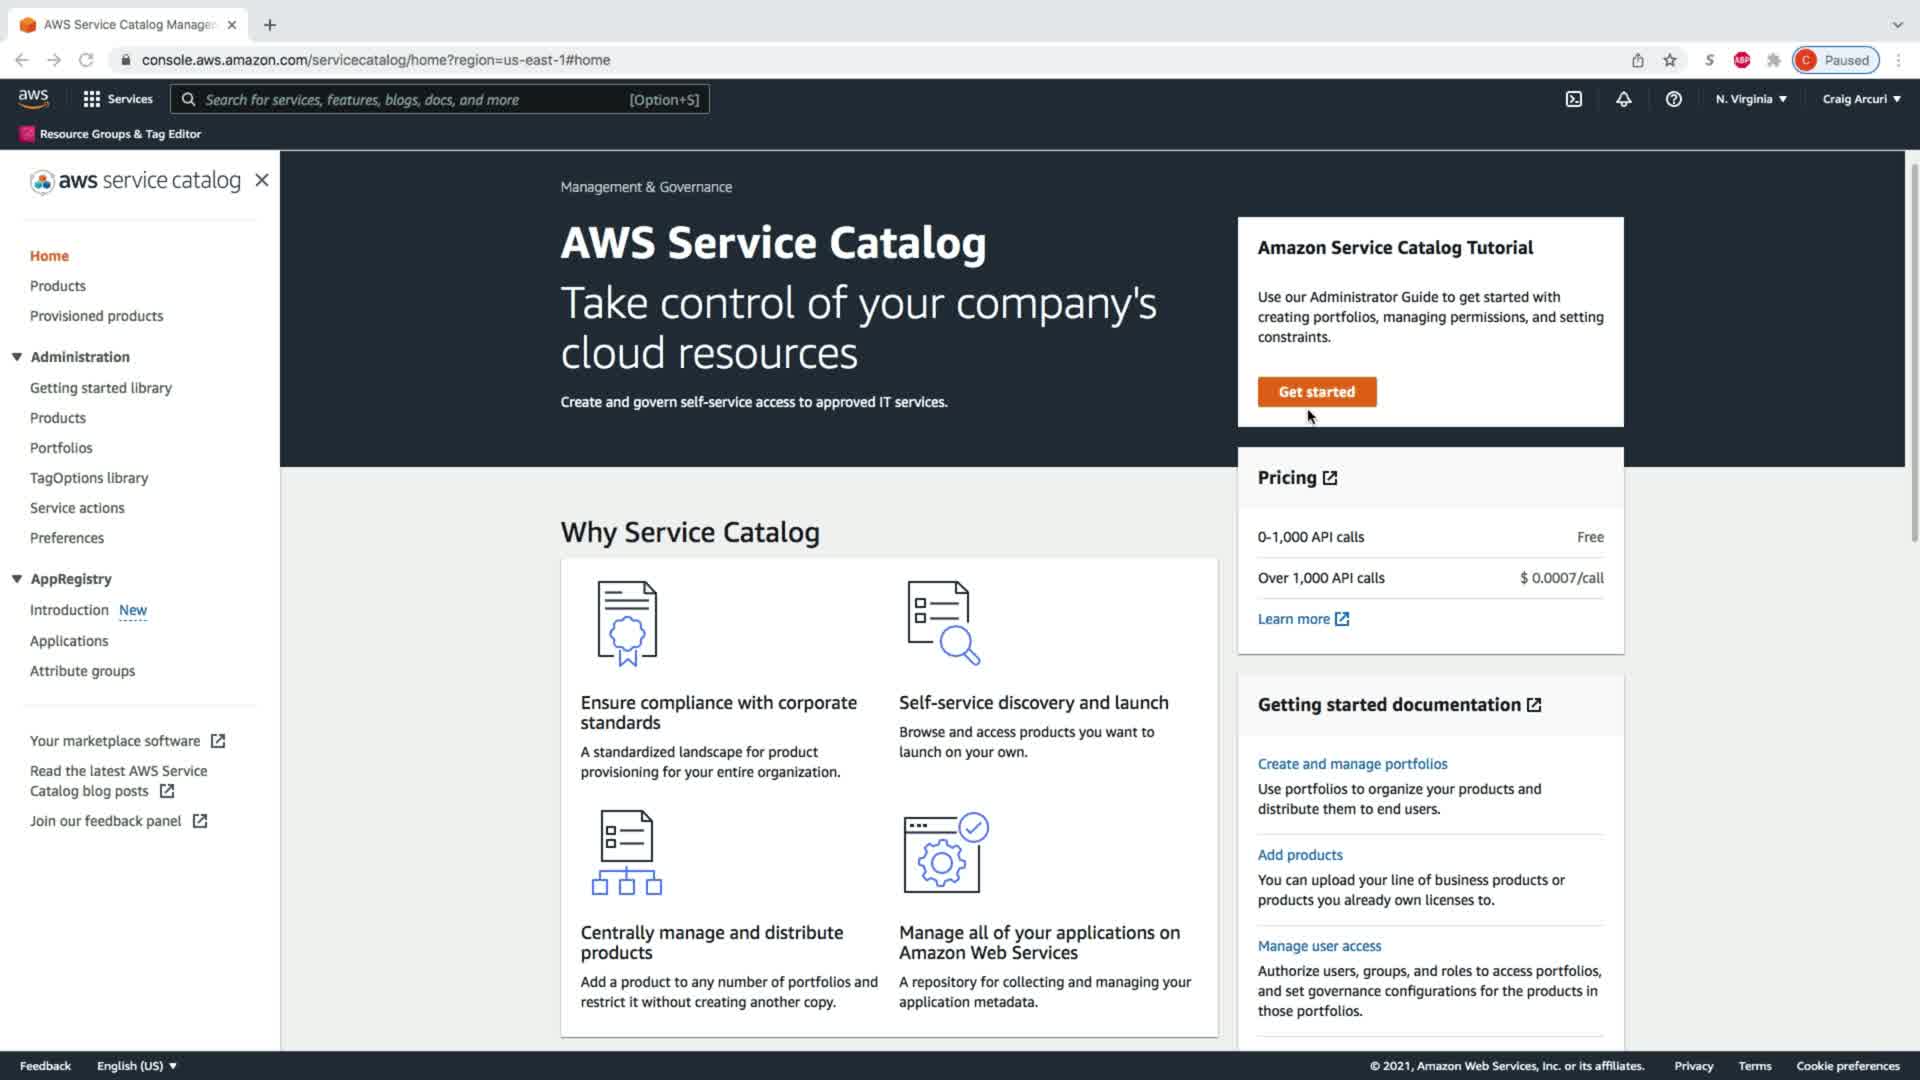 AWS Service Catalog Manage
console.aws.amazon.com/servicecatalog/home?region=us-east-1#home
S
ABP
C Paused
aws
Services
Search for services, features, blogs, docs, and more [Option+S]
N. Virginia
Craig Arcuri
Resource Groups & Tag Editor
aws service catalog
Home
Products
Provisioned products
Administration
Getting started library
Products
Portfolios
TagOptions library
Service actions
Preferences
AppRegistry
Introduction New
Applications
Attribute groups
Your marketplace software
Read the latest AWS Service
Catalog blog posts
Join our feedback panel
Management & Governance
AWS Service Catalog
Take control of your company's
cloud resources
Create and govern self-service access to approved IT services.
Amazon Service Catalog Tutorial
Use our Administrator Guide to get started with
creating portfolios, managing permissions, and setting
constraints.
Get started
Pricing
0-1,000 API calls Free
Over 1,000 API calls $ 0.0007/call
Learn more
Why Service Catalog
Ensure compliance with corporate
standards
A standardized landscape for product
provisioning for your entire organization.
Self-service discovery and launch
Browse and access products you want to
launch on your own.
Centrally manage and distribute
products
Add a product to any number of portfolios and
restrict it without creating another copy.
Manage all of your applications on
Amazon Web Services
A repository for collecting and managing your
application metadata.
Getting started documentation
Create and manage portfolios
Use portfolios to organize your products and
distribute them to end users.
Add products
You can upload your line of business products or
products you already own licenses to.
Manage user access
Authorize users, groups, and roles to access portfolios,
and set governance configurations for the products in
those portfolios.
Feedback
English (US)
© 2021, Amazon Web Services, Inc. or its affiliates.
Privacy
Terms
Cookie preferences